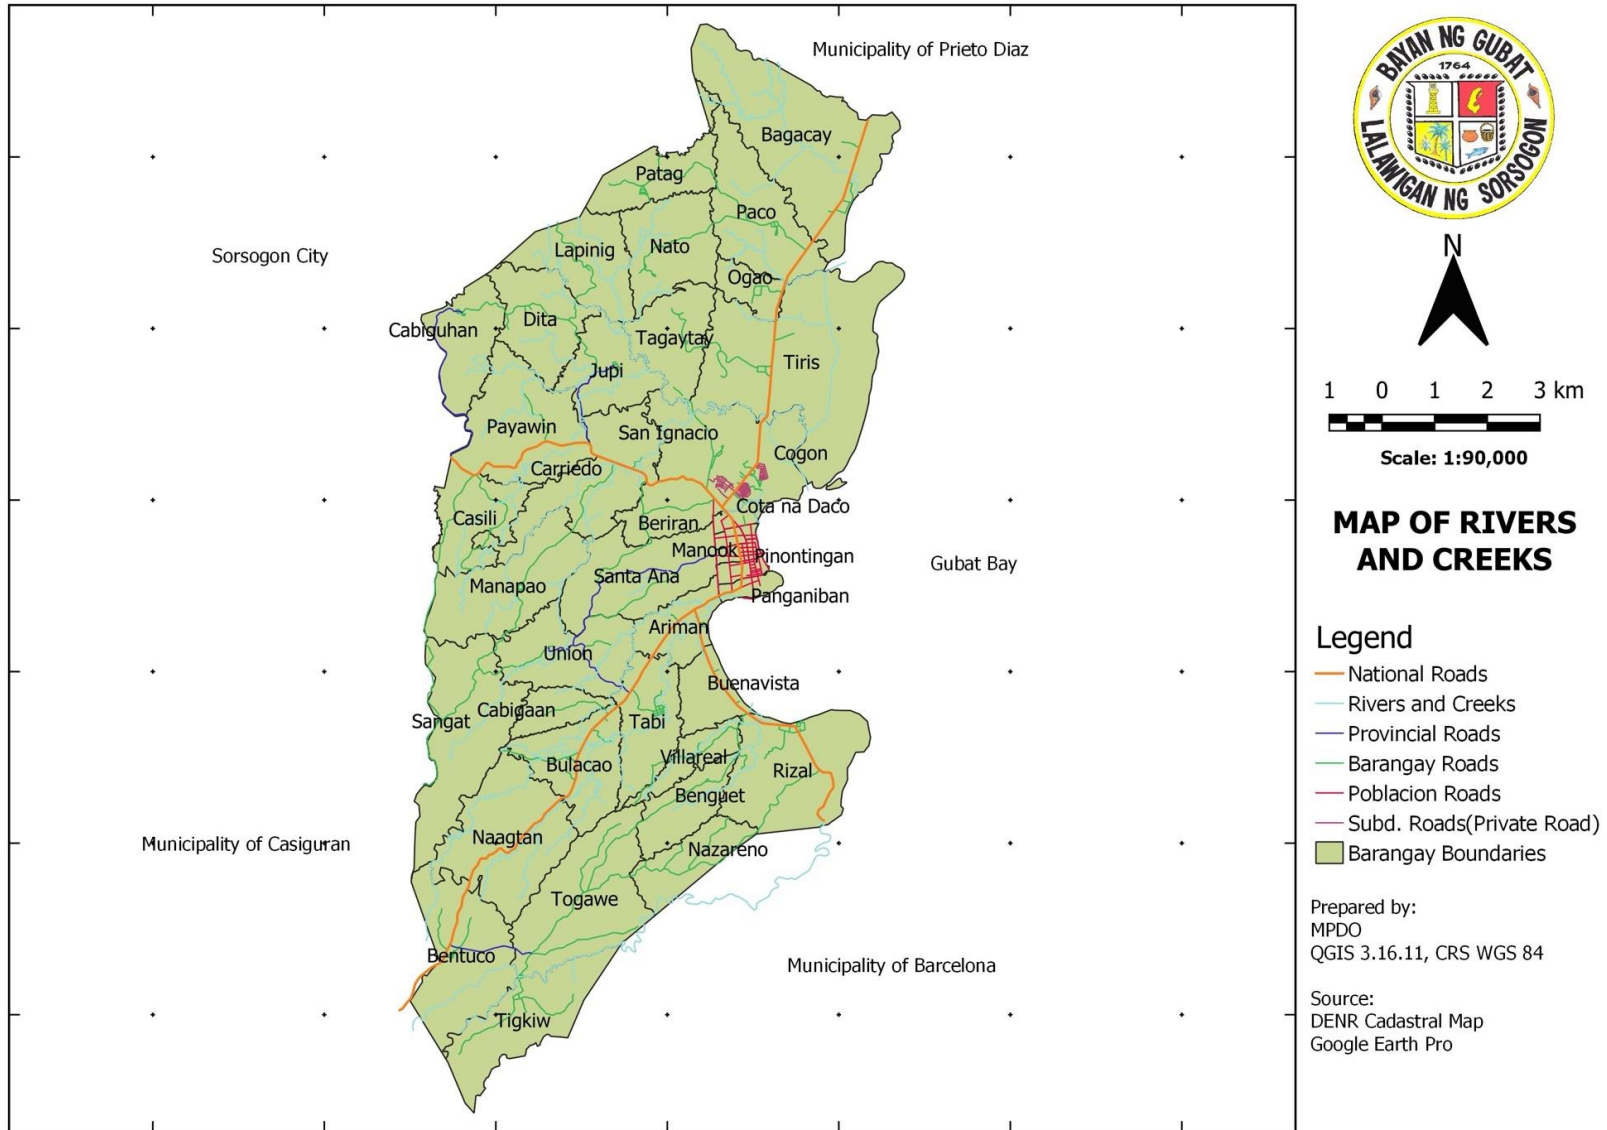 Municipality of Prieto Diaz
Bagacay
Patag
Paco
Lapinig
Nato
Sorsogon City
Ogao
Dita
Cabiguhan
Tagaytay
Tiris
Jupi
Payawin
San Ignacio
Cogon
Carriedo
Cota na Daco
Casili
Beriran
Manook
Pinontingan
Gubat Bay
Santa Ana
Manapao
Panganiban
Ariman
Union
Buenavista
Cabigaan
Sangat
Tabi
Villareal
Bulacao
Rizal
Benguet
Naagtan
Municipality of Casiguran
Nazareno
Togawe
Bentuco
Municipality of Barcelona
Tigkiw
BAYAN NG GUBAT
1764
LALAWIGAN NG SORSOGON
N
1 0 1 2 3 km
Scale: 1:90,000
MAP OF RIVERS
AND CREEKS
Legend
National Roads
Rivers and Creeks
Provincial Roads
Barangay Roads
Poblacion Roads
Subd. Roads(Private Road)
Barangay Boundaries
Prepared by:
MPDO
QGIS 3.16.11, CRS WGS 84
Source:
DENR Cadastral Map
Google Earth Pro